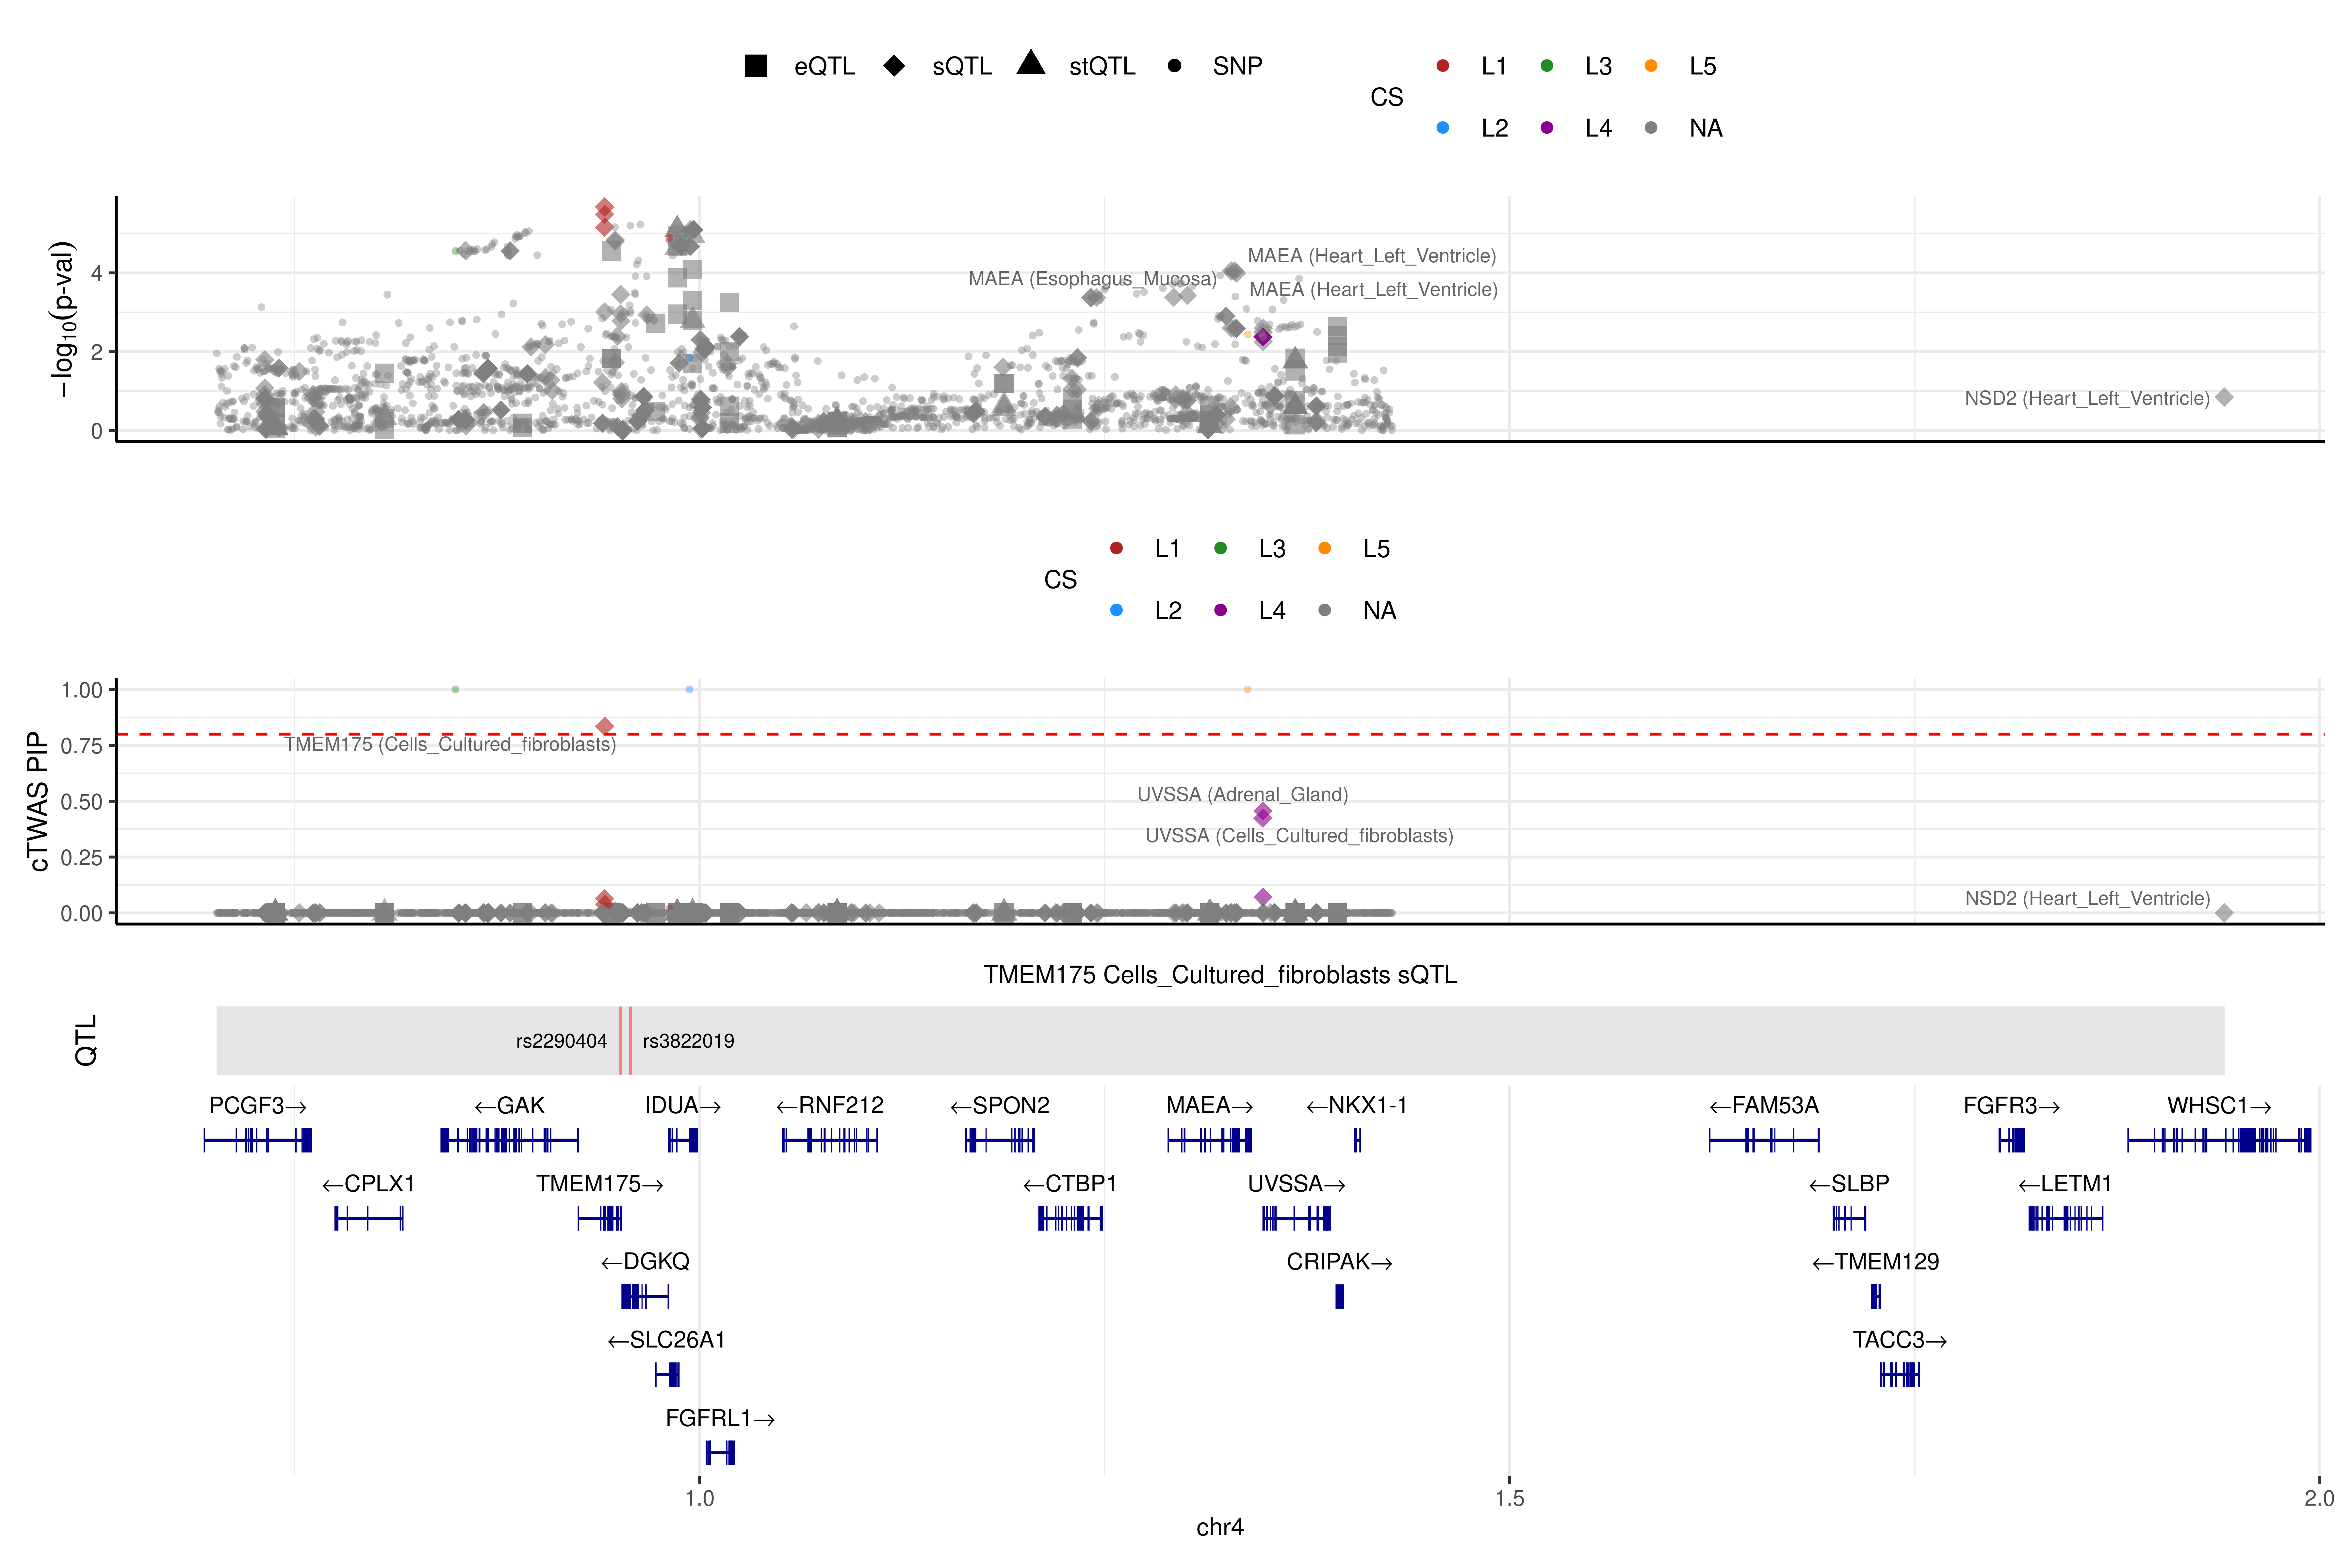 eQTL sQTL stQTL SNP
CS
L1 L3 L5
L2 L4 NA
−log10(p-val)
4
2
0
MAEA (Heart_Left_Ventricle)
MAEA (Esophagus_Mucosa)
MAEA (Heart_Left_Ventricle)
NSD2 (Heart_Left_Ventricle)
CS
L1 L3 L5
L2 L4 NA
cTWAS PIP
1.00
0.75
0.50
0.25
0.00
TMEM175 (Cells_Cultured_fibroblasts)
UVSSA (Adrenal_Gland)
UVSSA (Cells_Cultured_fibroblasts)
NSD2 (Heart_Left_Ventricle)
TMEM175 Cells_Cultured_fibroblasts sQTL
QTL
rs2290404 rs3822019
PCGF3→ ←GAK IDUA→ ←RNF212 ←SPON2 MAEA→ ←NKX1-1 ←FAM53A FGFR3→ WHSC1→
←CPLX1 TMEM175→ ←CTBP1 UVSSA→ ←SLBP ←LETM1
←DGKQ CRIPAK→ ←TMEM129
←SLC26A1 TACC3→
FGFRL1→
1.0 1.5 2.0
chr4